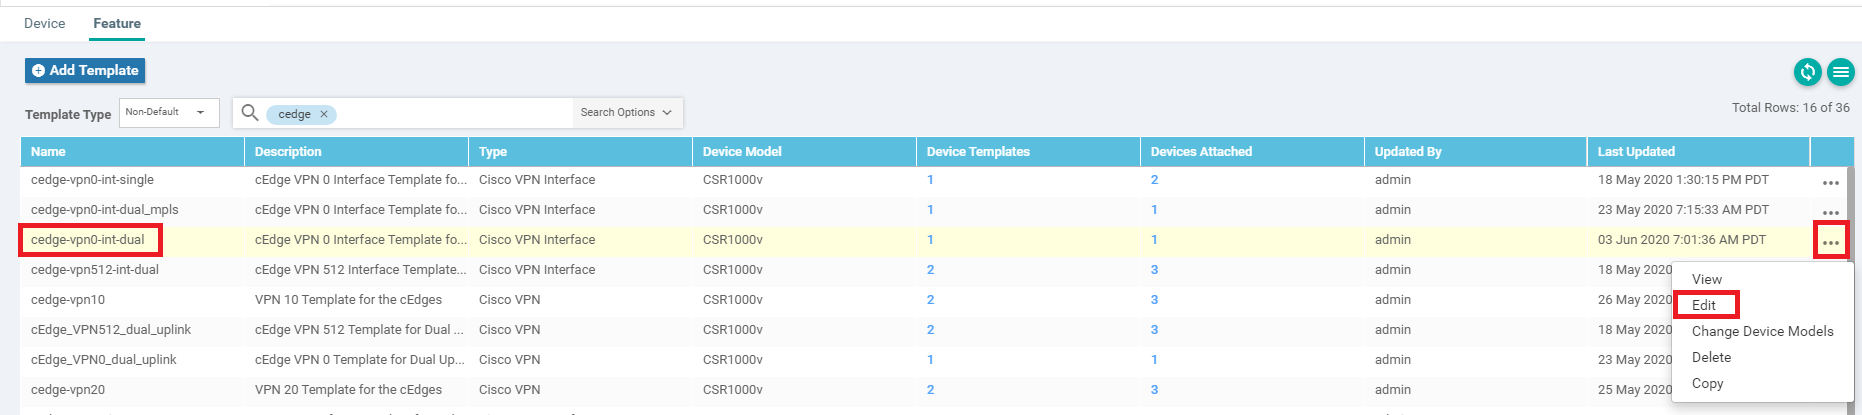 Device Feature
Add Template
Template Type Non-Default cedge × Search Options Total Rows: 16 of 36
Name Description Type Device Model Device Templates Devices Attached Updated By Last Updated
cedge-vpn0-int-single cEdge VPN 0 Interface Template fo... Cisco VPN Interface CSR1000v 1 2 admin 18 May 2020 1:30:15 PM PDT •••
cedge-vpn0-int-dual_mpls cEdge VPN 0 Interface Template fo... Cisco VPN Interface CSR1000v 1 1 admin 23 May 2020 7:15:33 AM PDT •••
cedge-vpn0-int-dual cEdge VPN 0 Interface Template fo... Cisco VPN Interface CSR1000v 1 1 admin 03 Jun 2020 7:01:36 AM PDT •••
cedge-vpn512-int-dual cEdge VPN 512 Interface Template... Cisco VPN Interface CSR1000v 2 3 admin 18 May 2020
cedge-vpn10 VPN 10 Template for the cEdges Cisco VPN CSR1000v 2 3 admin 26 May 2020
cEdge_VPN512_dual_uplink cEdge VPN 512 Template for Dual ... Cisco VPN CSR1000v 2 3 admin 18 May 2020
cEdge_VPN0_dual_uplink cEdge VPN 0 Template for Dual Up... Cisco VPN CSR1000v 1 1 admin 23 May 2020
cedge-vpn20 VPN 20 Template for the cEdges Cisco VPN CSR1000v 2 3 admin 25 May 2020
View
Edit
Change Device Models
Delete
Copy